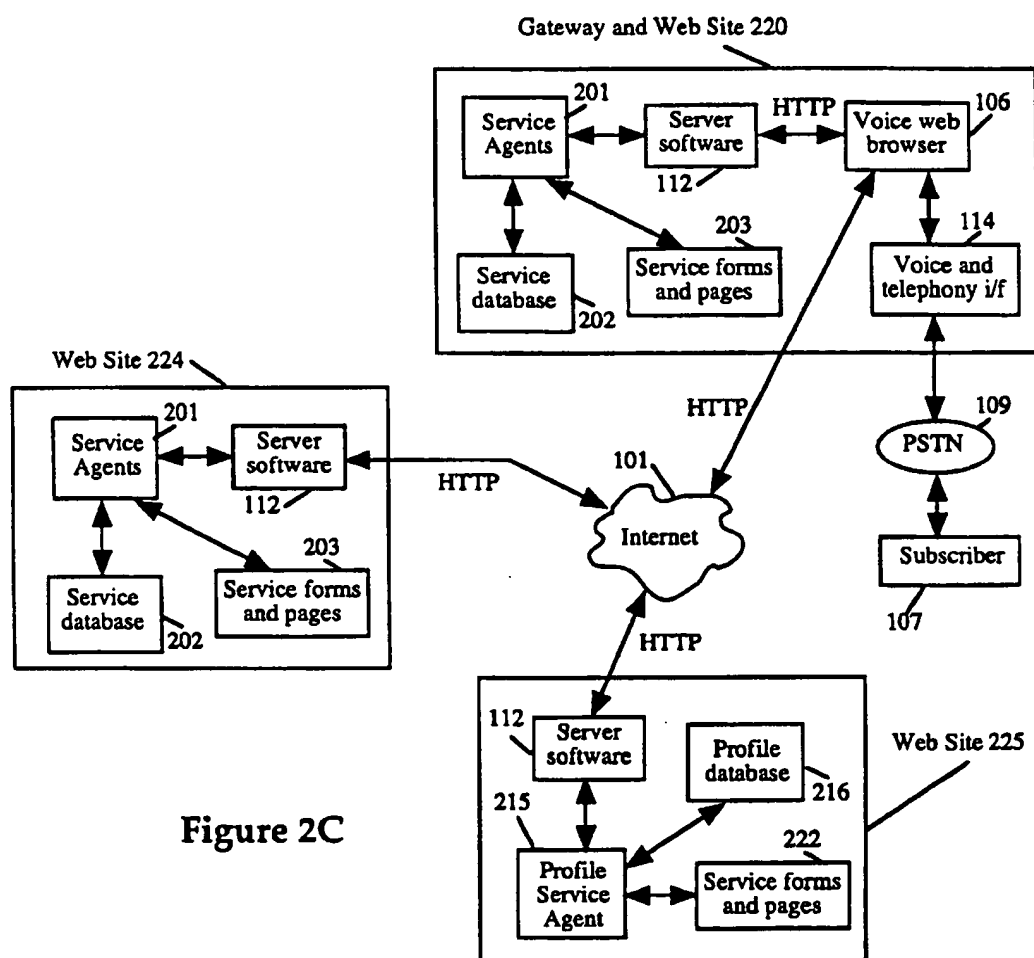 Gateway and Web Site 220
201
Service
Agents
Server
software
112
HTTP
Voice web
browser
106
203
114
Service
database
202
Service forms
and pages
Voice and
telephony i/f
Web Site 224
201
Service
Agents
Server
software
112
HTTP
HTTP
109
PSTN
101
Internet
Subscriber
107
203
Service
database
202
Service forms
and pages
HTTP
112
Server
software
Profile
database
216
Web Site 225
215
Profile
Service
Agent
222
Service forms
and pages
Figure 2C